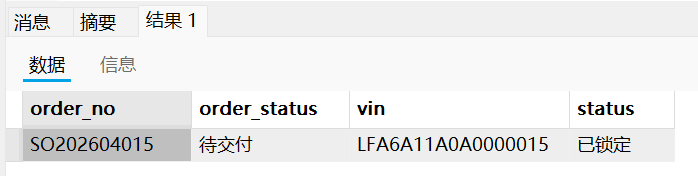 消息 摘要 结果 1
数据 信息
order_no order_status vin status
SO202604015 待交付 LFA6A11A0A0000015 已锁定